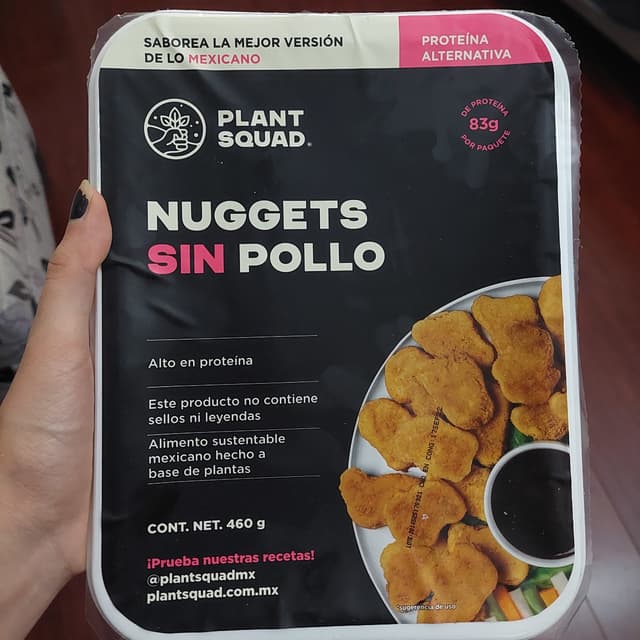 SABOREA LA MEJOR VERSIÓN
DE LO MEXICANO
PROTEÍNA
ALTERNATIVA
PLANT
SQUAD
DE PROTEÍNA
83g
POR PAQUETE
NUGGETS
SIN POLLO
Alto en proteína
Este producto no contiene
sellos ni leyendas
Alimento sustentable
mexicano hecho a
base de plantas
CONT. NET. 460 g
¡Prueba nuestras recetas!
@plantsquadmx
plantsquad.com.mx
sugerencia de uso